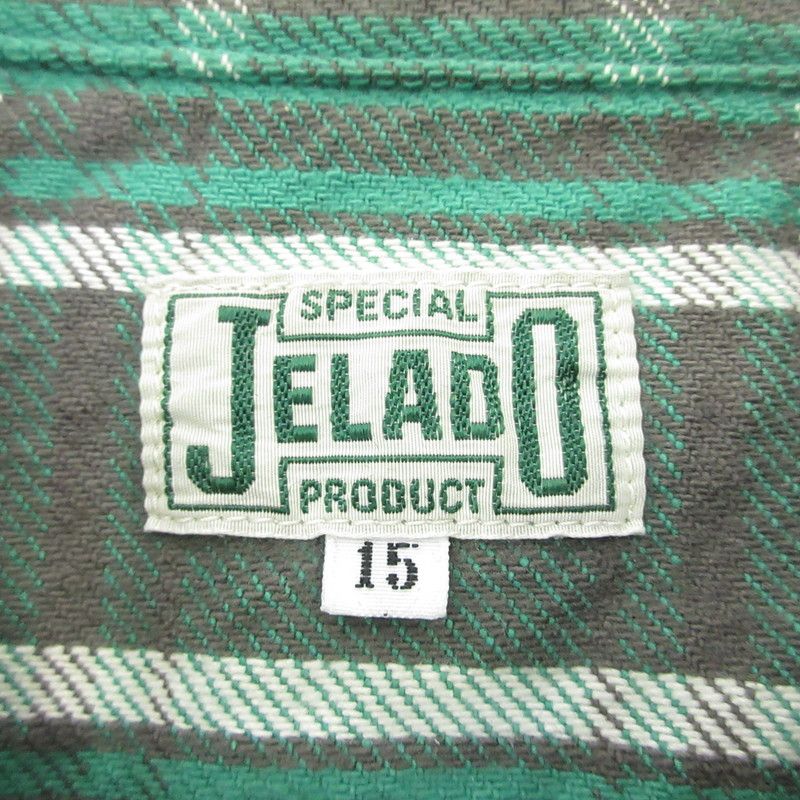 SPECIAL
JELADO
PRODUCT
15